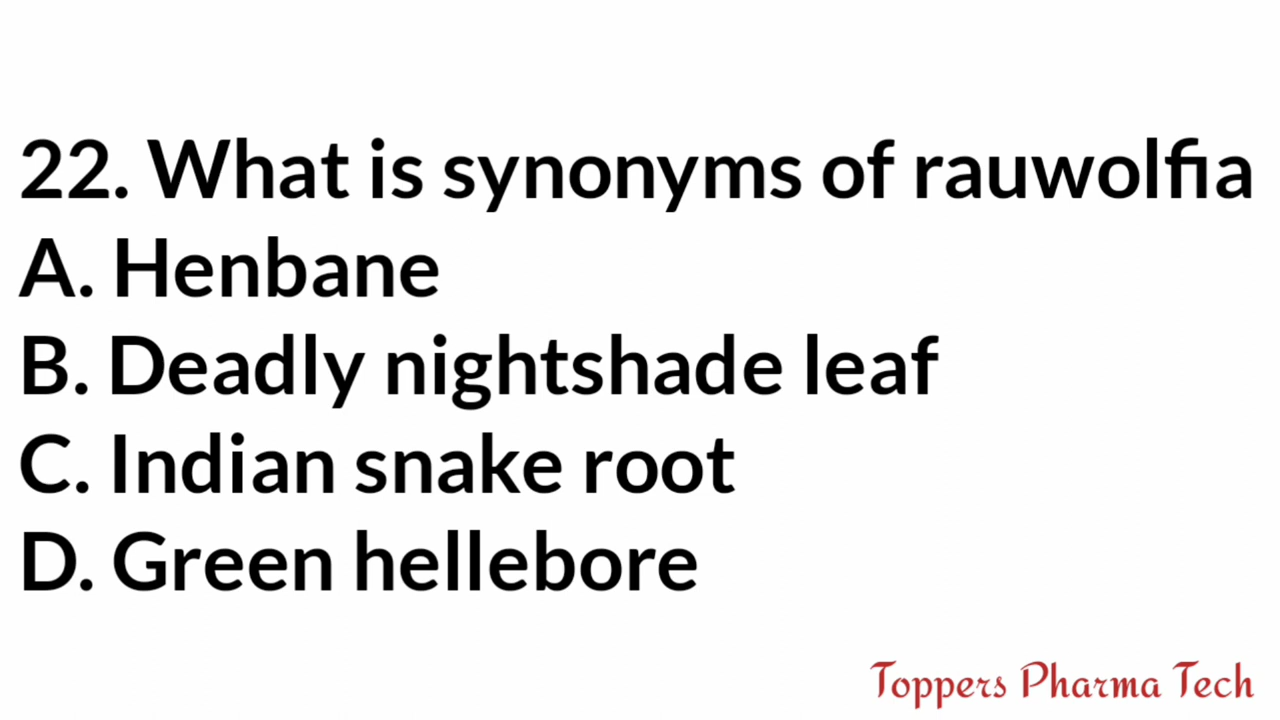 22. What is synonyms of rauwolfia
A. Henbane
B. Deadly nightshade leaf
C. Indian snake root
D. Green hellebore
Toppers Pharma Tech